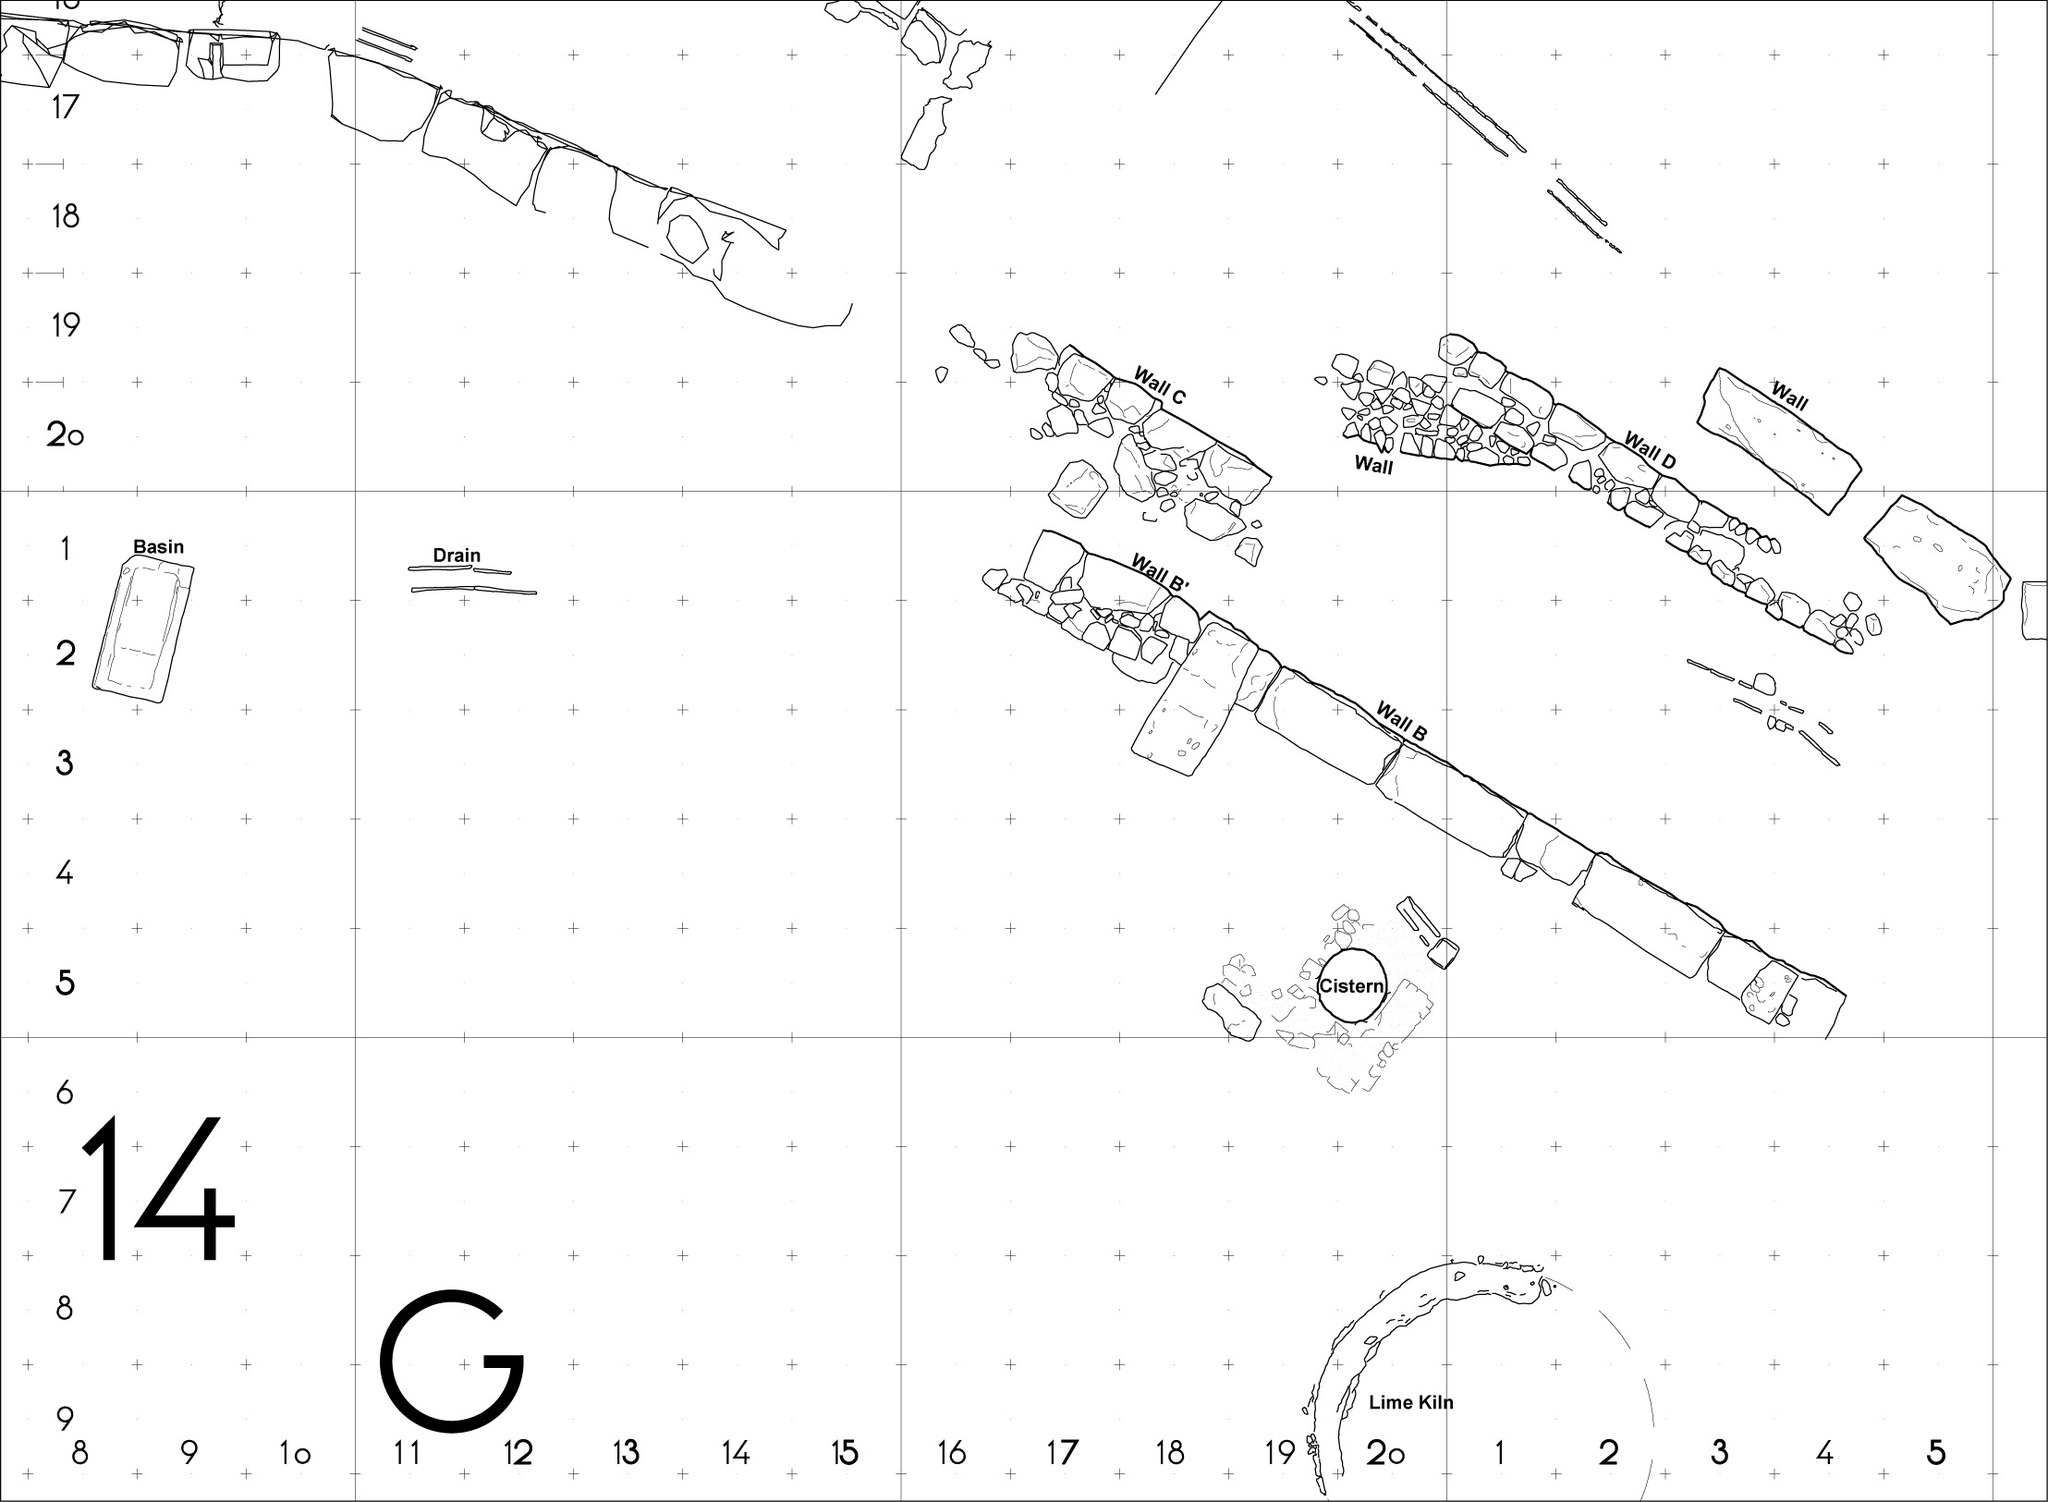 17
18
19
Wall C
Wall
20
Wall D
Wall
1
Basin
Drain
Wall B'
2
Wall B
3
4
5
Cistern
6
14
7
8
G
9
Lime Kiln
8 9 10 11 12 13 14 15 16 17 18 19 20 1 2 3 4 5